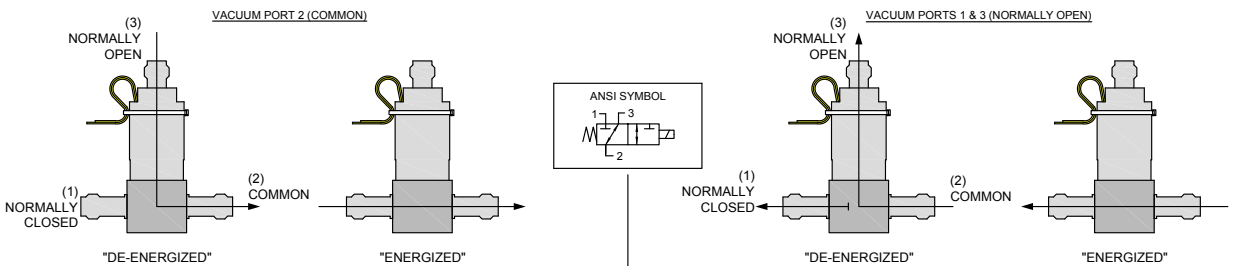 VACUUM PORT 2 (COMMON)
(3)
NORMALLY
OPEN
(1)
NORMALLY
CLOSED
(2)
COMMON
"DE-ENERGIZED"
"ENERGIZED"
ANSI SYMBOL
1
3
2
VACUUM PORTS 1 & 3 (NORMALLY OPEN)
(3)
NORMALLY
OPEN
(1)
NORMALLY
CLOSED
(2)
COMMON
"DE-ENERGIZED"
"ENERGIZED"